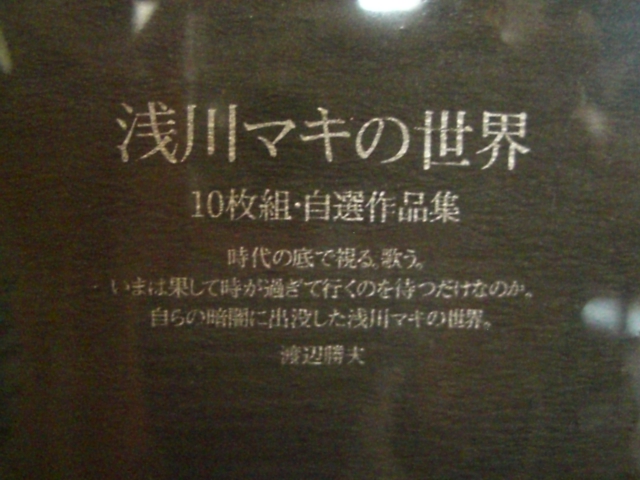 浅川マキの世界
10枚組・自選作品集
時代の底で視る。歌う。
いまは果して時が過ぎて行くのを待つだけなのか。
自らの暗闇に出没した浅川マキの世界。
渡辺勝夫